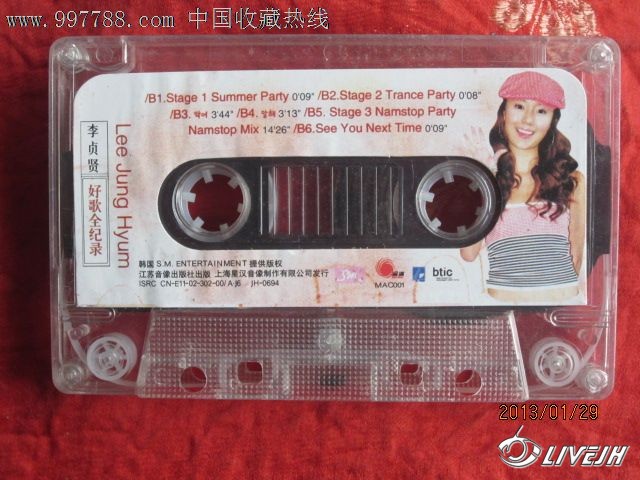 www.997788.com 中国收藏热线
/B1.Stage 1 Summer Party 0'09" /B2.Stage 2 Trance Party 0'08"
/B3. 3'44" /B4. 3'13" /B5. Stage 3 Namstop Party
Namstop Mix 14'26" /B6.See You Next Time 0'09"
Lee Jung Hyum
李贞贤
好歌全纪录
韩国 S.M. ENTERTAINMENT 提供版权
江苏音像出版社出版 上海星汉音像制作有限公司发行
ISRC CN-E11-02-302-00/A·J6 JH-0694
MAC001
btic
2013/01/29
LIVEJH